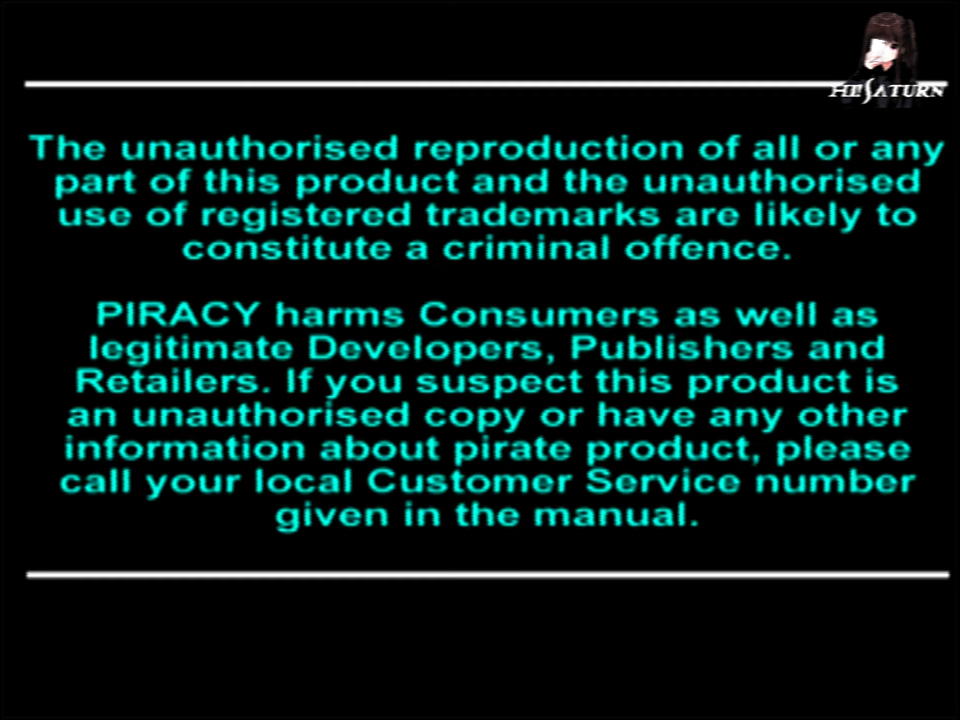 HESATURN
The unauthorised reproduction of all or any
part of this product and the unauthorised
use of registered trademarks are likely to
constitute a criminal offence.
PIRACY harms Consumers as well as
legitimate Developers, Publishers and
Retailers. If you suspect this product is
an unauthorised copy or have any other
information about pirate product, please
call your local Customer Service number
given in the manual.